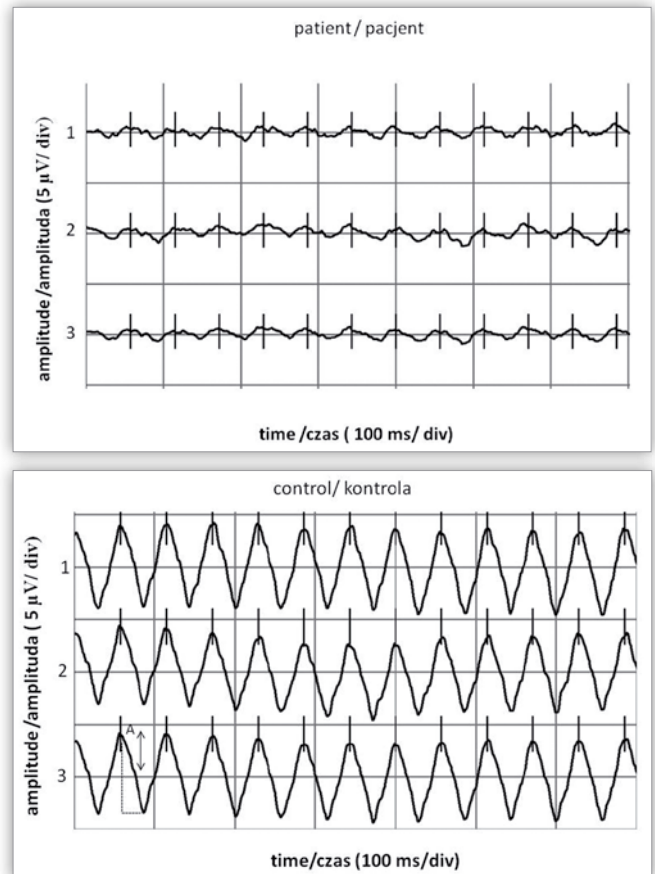 patient / pacjent
amplitude /amplituda (5 μV/ div)
1
2
3
time /czas ( 100 ms/ div)
control/ kontrola
amplitude/amplituda ( 5 μV/ div)
1
2
A
3
time/czas (100 ms/div)